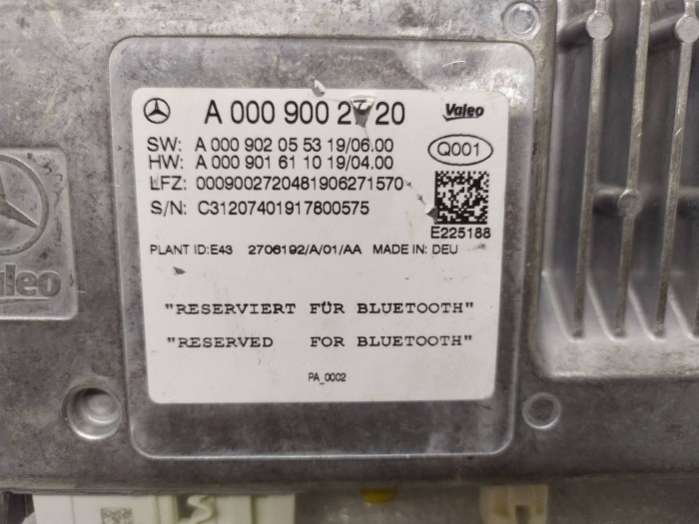 A 000 900 27 20
Valeo
SW: A 000 902 05 53 19/06.00
HW: A 000 901 61 10 19/04.00
Q001
LFZ: 0009002720481906271570
S/N: C31207401917800575
E225188
PLANT ID:E43 2706192/A/01/AA MADE IN: DEU
aleo
"RESERVIERT FÜR BLUETOOTH"
"RESERVED FOR BLUETOOTH"
PA_0002